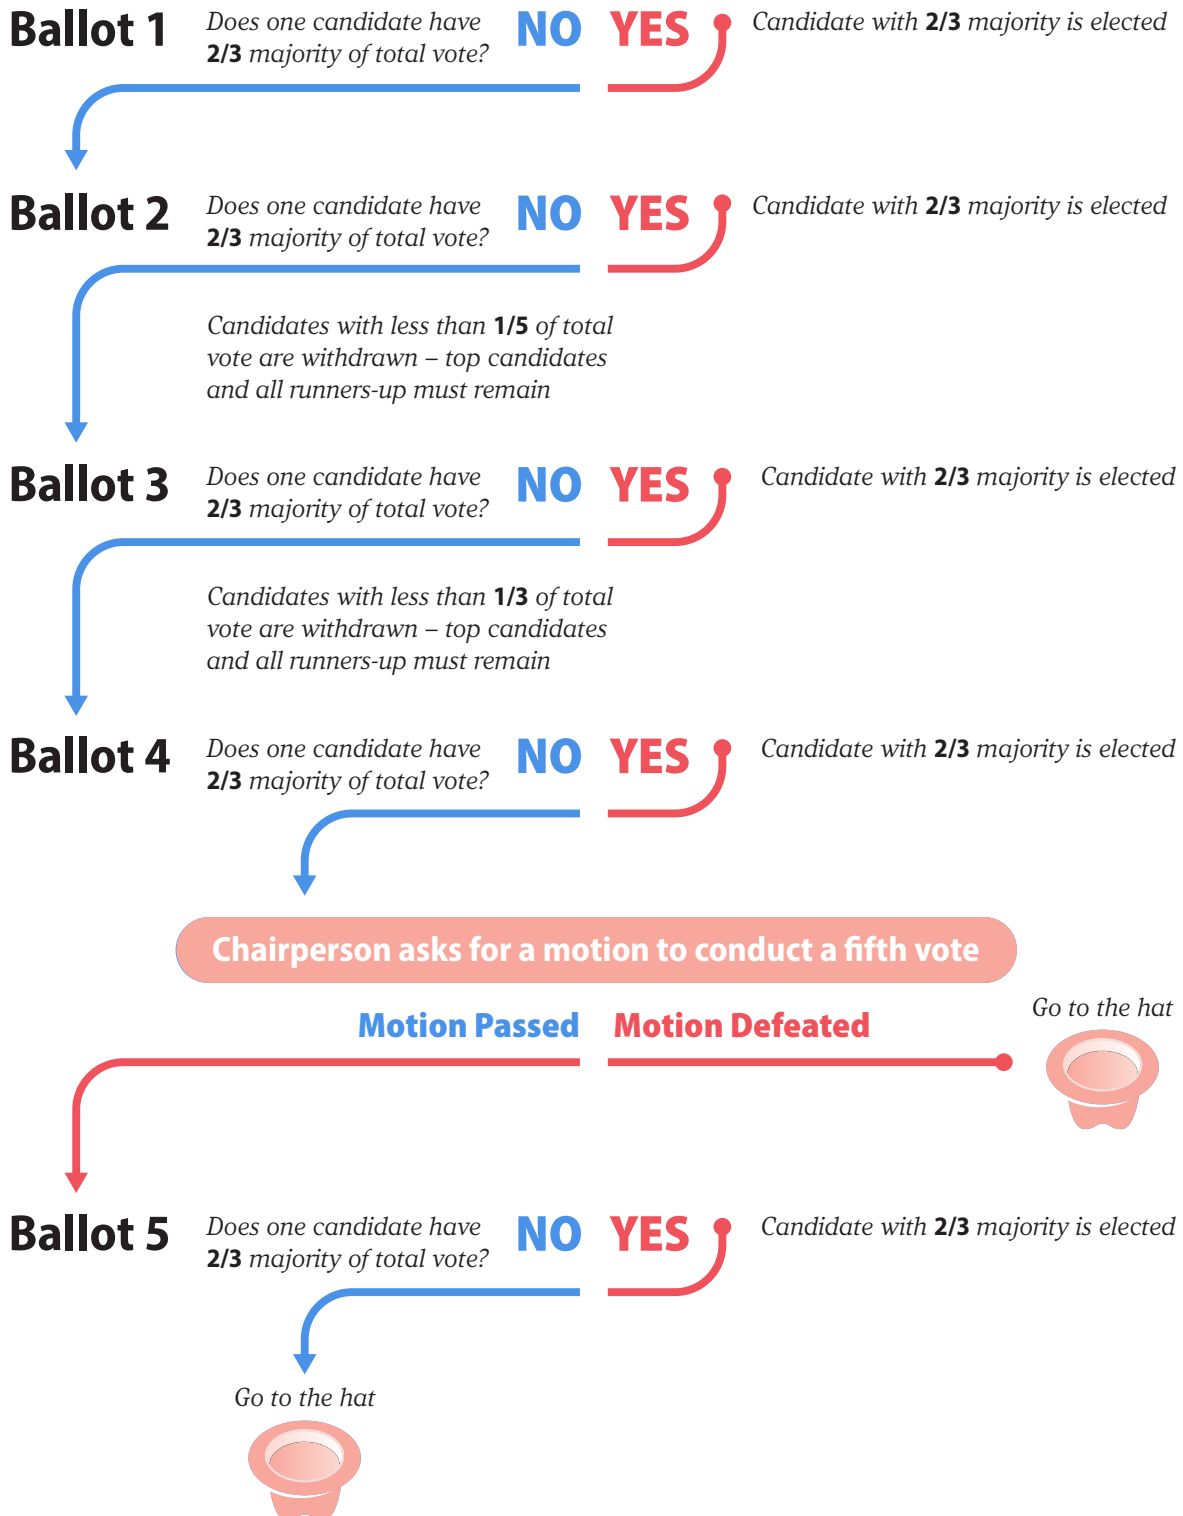 Ballot 1
Does one candidate have
2/3 majority of total vote?
NO YES
Candidate with 2/3 majority is elected
Ballot 2
Does one candidate have
2/3 majority of total vote?
NO YES
Candidate with 2/3 majority is elected
Candidates with less than 1/5 of total
vote are withdrawn – top candidates
and all runners-up must remain
Ballot 3
Does one candidate have
2/3 majority of total vote?
NO YES
Candidate with 2/3 majority is elected
Candidates with less than 1/3 of total
vote are withdrawn – top candidates
and all runners-up must remain
Ballot 4
Does one candidate have
2/3 majority of total vote?
NO YES
Candidate with 2/3 majority is elected
Chairperson asks for a motion to conduct a fifth vote
Motion Passed
Motion Defeated
Go to the hat
Ballot 5
Does one candidate have
2/3 majority of total vote?
NO YES
Candidate with 2/3 majority is elected
Go to the hat